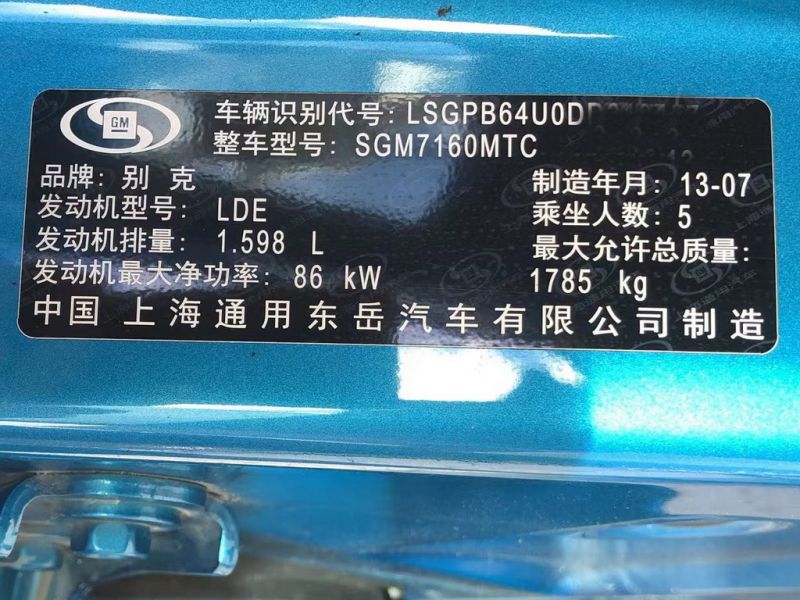 GM
车辆识别代号: LSGPB64U0D
整车型号: SGM7160MTC
品牌: 别克
制造年月: 13-07
发动机型号: LDE
乘坐人数: 5
发动机排量: 1.598 L
最大允许总质量:
发动机最大净功率: 86 kW
1785 kg
中国 上海通用东岳汽车有限公司制造